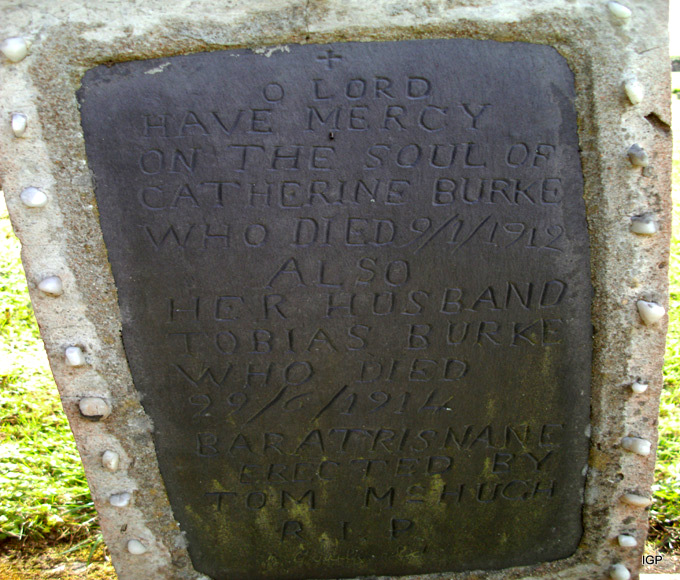 O LORD
HAVE MERCY
ON THE SOUL OF
CATHERINE BURKE
WHO DIED 9/1/1912
ALSO
HER HUSBAND
TOBIAS BURKE
WHO DIED
29/6/1914
BARATRISNANE
ERECTED BY
TOM McHUGH
R I P
IGP